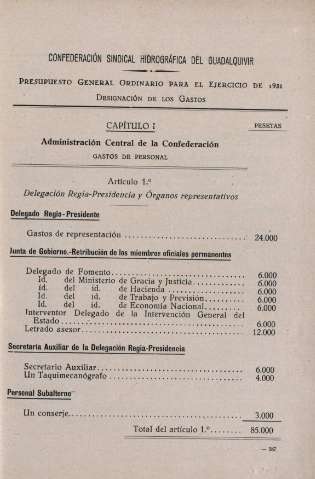 CONFEDERACIÓN SINDICAL HIDROGRÁFICA DEL GUADALQUIVIR
PRESUPUESTO GENERAL ORDINARIO PARA EL EJERCICIO DE 1931
DESIGNACIÓN DE LOS GASTOS
CAPÍTULO I PESETAS
Administración Central de la Confederación
GASTOS DE PERSONAL
Artículo 1.º
Delegación Regia-Presidencia y Órganos representativos
Delegado Regio-Presidente
Gastos de representación 24.000
Junta de Gobierno.-Retribución de los miembros oficiales permanentes
Delegado de Fomento 6.000
Id. del Ministerio de Gracia y Justicia 6.000
Id. del id. de Hacienda 6.000
Id. del id. de Trabajo y Previsión 6.000
Id. del id. de Economía Nacional 6.000
Interventor Delegado de la Intervención General del
Estado 6.000
Letrado asesor 12.000
Secretaría Auxiliar de la Delegación Regia-Presidencia
Secretario Auxiliar 6.000
Un Taquimecanógrafo 4.000
Personal Subalterno
Un conserje 3.000
Total del artículo 1.º 85.000